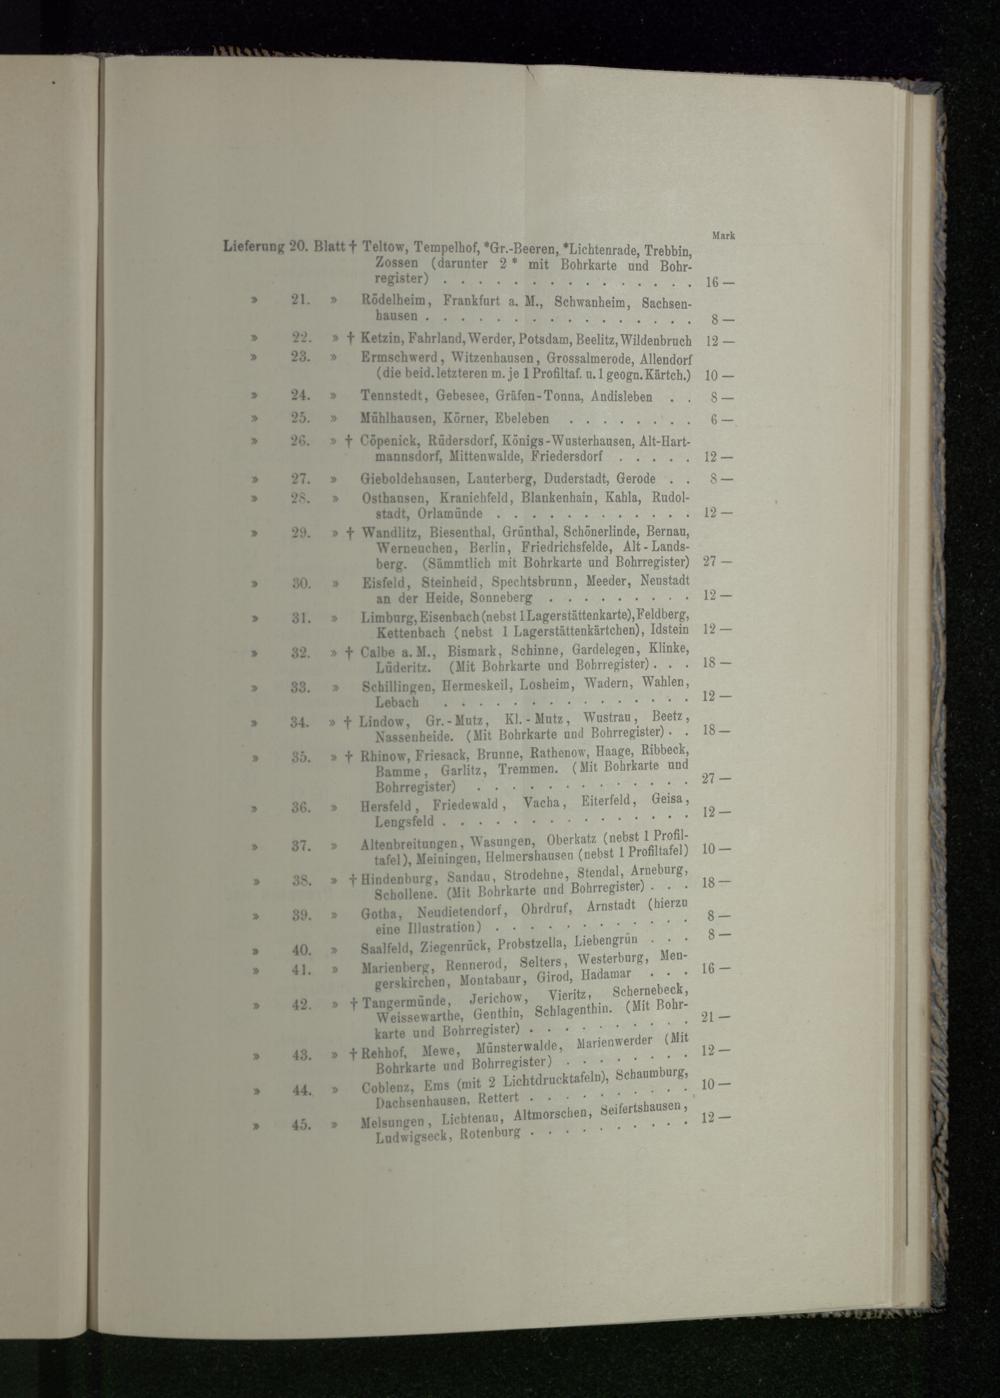 Mark
Lieferung 20. Blatt † Teltow, Tempelhof, *Gr.-Beeren, *Lichtenrade, Trebbin,
Zossen (darunter 2 * mit Bohrkarte und Bohr-
register) . . . . . . . . . . . . . . . 16 —
» 21. » Rödelheim, Frankfurt a. M., Schwanheim, Sachsen-
hausen . . . . . . . . . . . . . . . . 8 —
» 22. » † Ketzin, Fahrland, Werder, Potsdam, Beelitz, Wildenbruch 12 —
» 23. » Ermschwerd, Witzenhausen, Grossalmerode, Allendorf
(die beid. letzteren m. je 1 Profiltaf. u. 1 geogn. Kärtch.) 10 —
» 24. » Tennstedt, Gebesee, Gräfen-Tonna, Andisleben . . 8 —
» 25. » Mühlhausen, Körner, Ebeleben . . . . . . . . 6 —
» 26. » † Cöpenick, Rüdersdorf, Königs-Wusterhausen, Alt-Hart-
mannsdorf, Mittenwalde, Friedersdorf . . . . . 12 —
» 27. » Gieboldehausen, Lauterberg, Duderstadt, Gerode . . 8 —
» 28. » Osthausen, Kranichfeld, Blankenhain, Kahla, Rudol-
stadt, Orlamünde . . . . . . . . . . . . 12 —
» 29. » † Wandlitz, Biesenthal, Grünthal, Schönerlinde, Bernau,
Werneuchen, Berlin, Friedrichsfelde, Alt-Lands-
berg. (Sämmtlich mit Bohrkarte und Bohrregister) 27 —
» 30. » Eisfeld, Steinheid, Spechtsbrunn, Meeder, Neustadt
an der Heide, Sonneberg . . . . . . . . . 12 —
» 31. » Limburg, Eisenbach (nebst 1 Lagerstättenkarte), Feldberg,
Kettenbach (nebst 1 Lagerstättenkärtchen), Idstein 12 —
» 32. » † Calbe a. M., Bismark, Schinne, Gardelegen, Klinke,
Lüderitz. (Mit Bohrkarte und Bohrregister) . . . 18 —
» 33. » Schillingen, Hermeskeil, Losheim, Wadern, Wahlen,
Lebach . . . . . . . . . . . . . . 12 —
» 34. » † Lindow, Gr.-Mutz, Kl.-Mutz, Wustrau, Beetz,
Nassenheide. (Mit Bohrkarte und Bohrregister) . . 18 —
» 35. » † Rhinow, Friesack, Brunne, Rathenow, Haage, Ribbeck,
Bamme, Garlitz, Tremmen. (Mit Bohrkarte und
Bohrregister) . . . . . . . . . . . . 27 —
» 36. » Hersfeld, Friedewald, Vacha, Eiterfeld, Geisa,
Lengsfeld . . . . . . . . . . . . . . 12 —
» 37. » Altenbreitungen, Wasungen, Oberkatz (nebst 1 Profil-
tafel), Meiningen, Helmershausen (nebst 1 Profiltafel) 10 —
» 38. » † Hindenburg, Sandau, Strodehne, Stendal, Arneburg,
Schollene. (Mit Bohrkarte und Bohrregister) . . . 18 —
» 39. » Gotha, Neudietendorf, Ohrdruf, Arnstadt (hierzu
eine Illustration) . . . . . . . . . . . 8 —
» 40. » Saalfeld, Ziegenrück, Probstzella, Liebengrün . . . 8 —
» 41. » Marienberg, Rennerod, Selters, Westerburg, Men-
gerskirchen, Montabaur, Girod, Hadamar . . . 16 —
» 42. » † Tangermünde, Jerichow, Vieritz, Schernebeck,
Weissewarthe, Genthin, Schlagenthin. (Mit Bohr-
karte und Bohrregister) . . . . . . . . . 21 —
» 43. » † Rehhof, Mewe, Münsterwalde, Marienwerder (Mit
Bohrkarte und Bohrregister) . . . . . . . 12 —
» 44. » Coblenz, Ems (mit 2 Lichtdrucktafeln), Schaumburg,
Dachsenhausen, Rettert . . . . . . . . . 10 —
» 45. » Melsungen, Lichtenau, Altmorschen, Seifertshausen,
Ludwigseck, Rotenburg . . . . . . . . . . 12 —